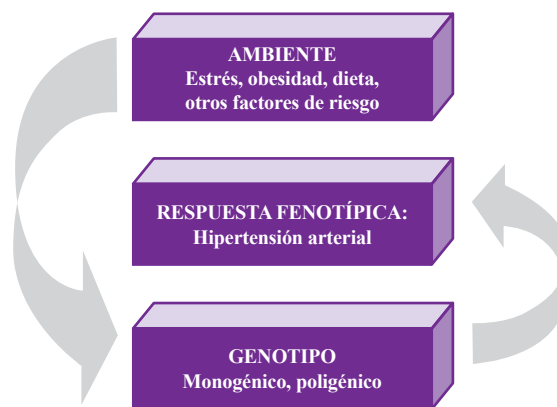 AMBIENTE
Estrés, obesidad, dieta,
otros factores de riesgo
RESPUESTA FENOTÍPICA:
Hipertensión arterial
GENOTIPO
Monogénico, poligénico